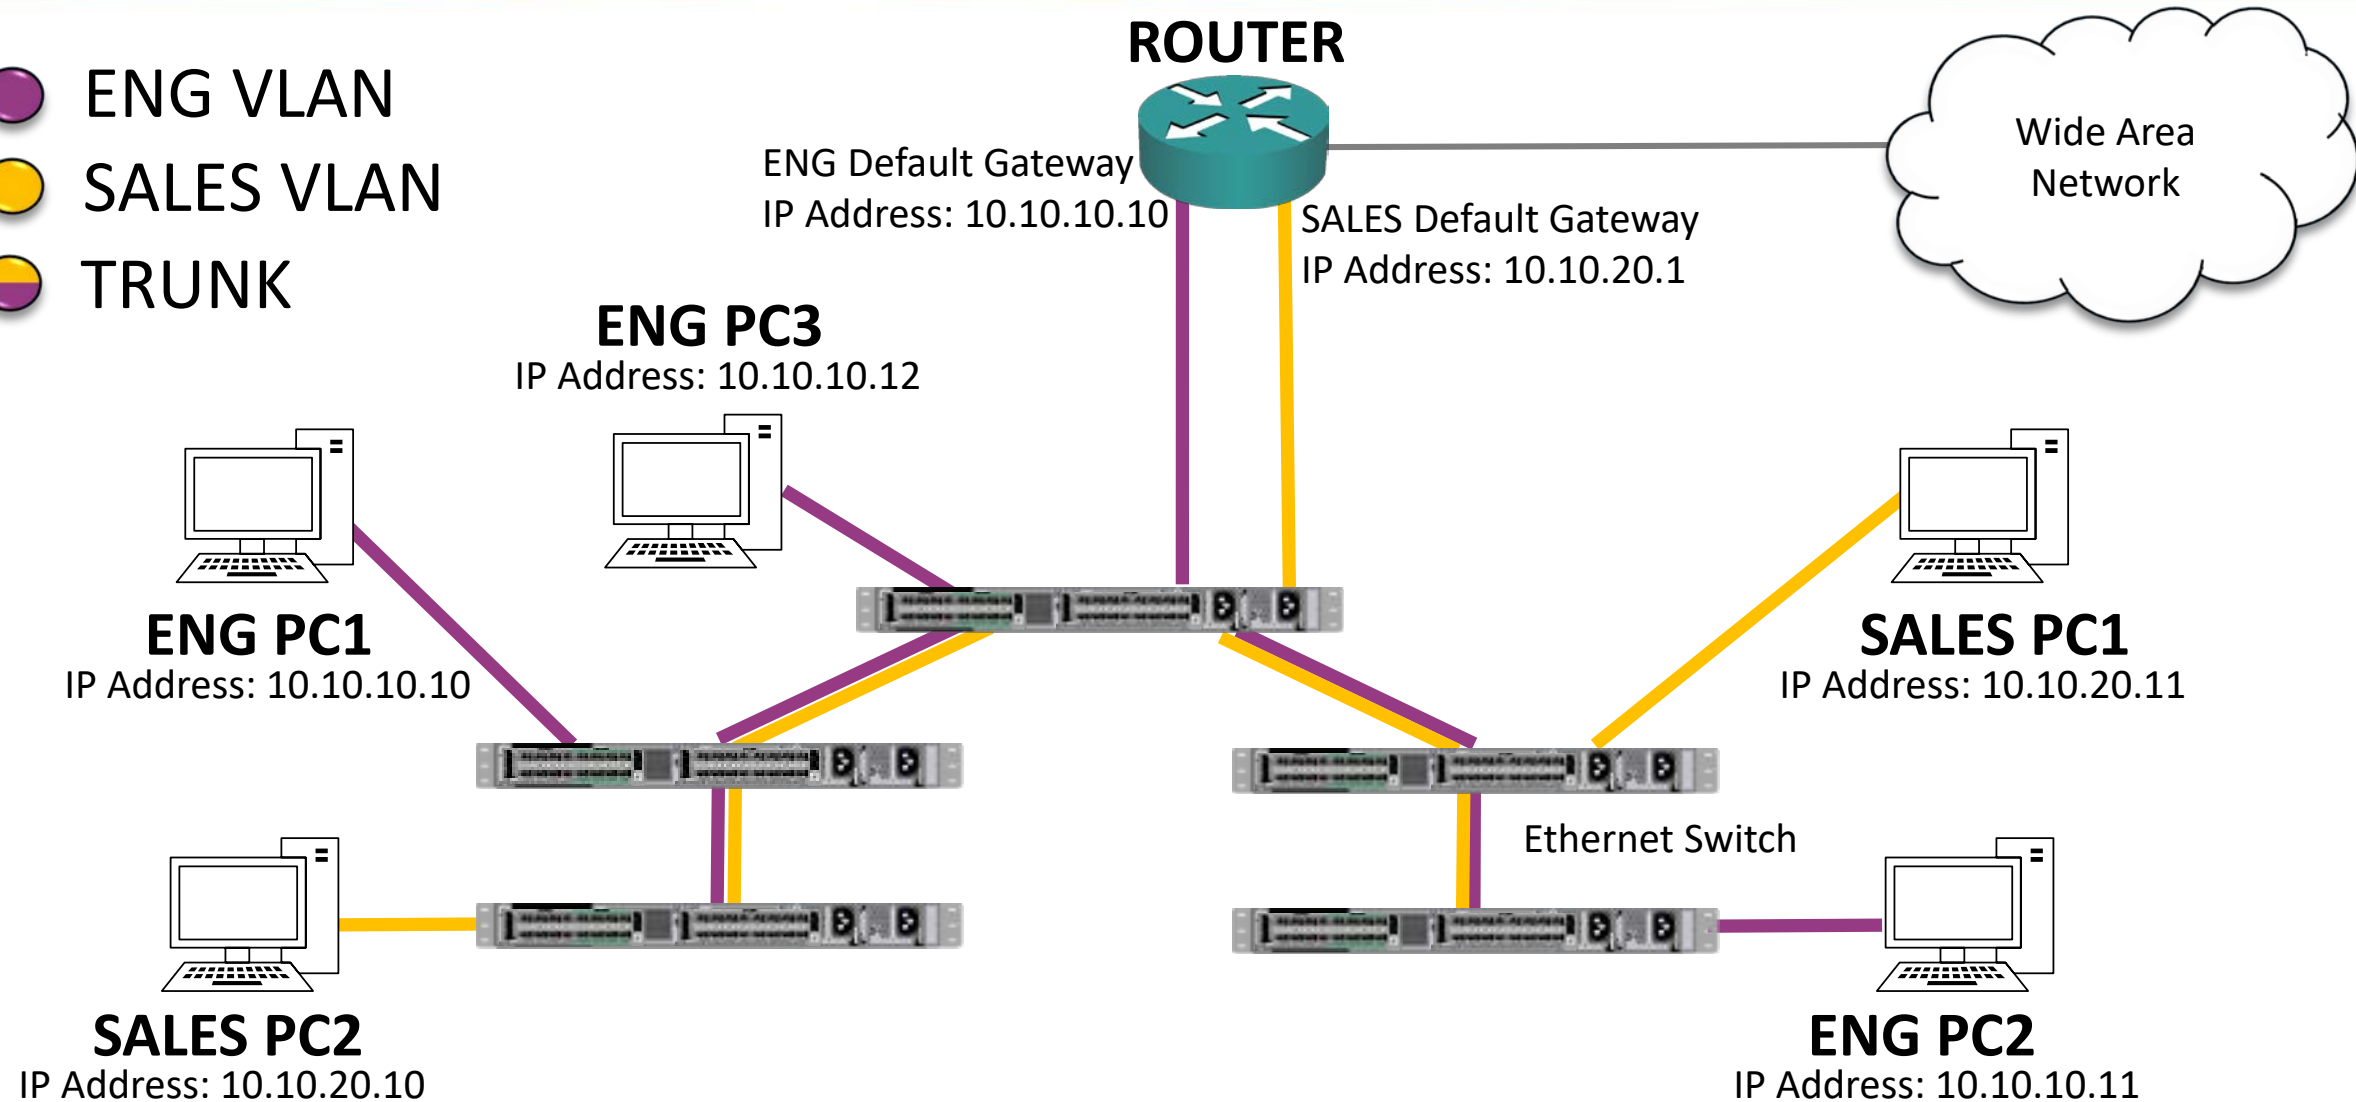 ROUTER
ENG VLAN
SALES VLAN
TRUNK
ENG Default Gateway
IP Address: 10.10.10.10
SALES Default Gateway
IP Address: 10.10.20.1
Wide Area
Network
ENG PC3
IP Address: 10.10.10.12
ENG PC1
IP Address: 10.10.10.10
SALES PC1
IP Address: 10.10.20.11
Ethernet Switch
SALES PC2
IP Address: 10.10.20.10
ENG PC2
IP Address: 10.10.10.11